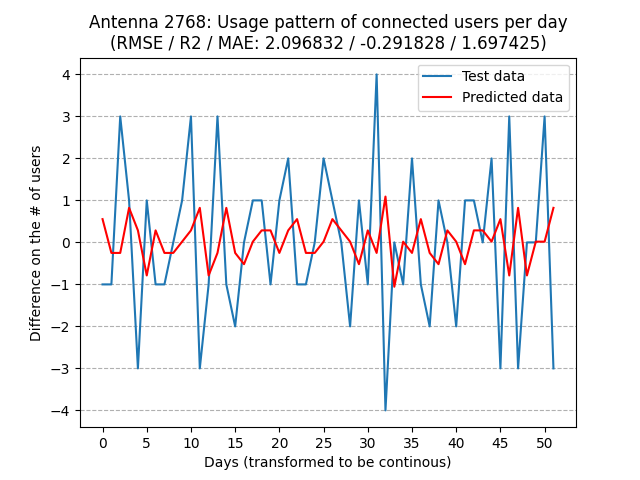 Antenna 2768: Usage pattern of connected users per day
(RMSE / R2 / MAE: 2.096832 / -0.291828 / 1.697425)
Test data
Predicted data
Difference on the # of users
4
3
2
1
0
−1
−2
−3
−4
0 5 10 15 20 25 30 35 40 45 50
Days (transformed to be continous)